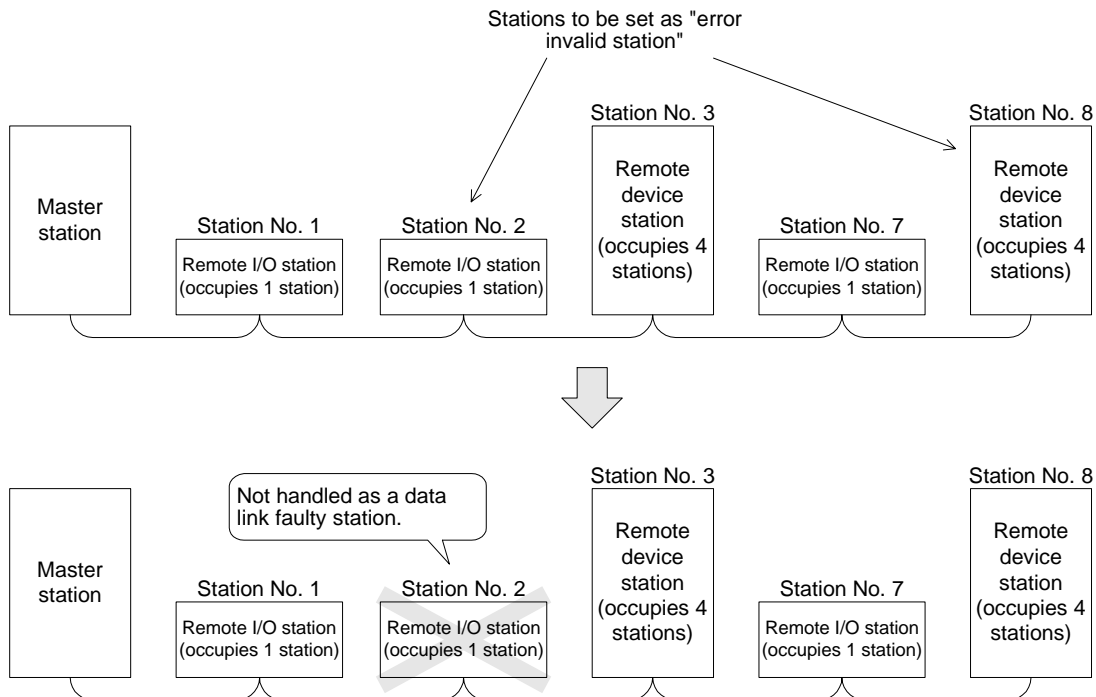 Stations to be set as "error
invalid station"
Station No. 3
Station No. 8
Master
station
Station No. 1
Remote I/O station
(occupies 1 station)
Station No. 2
Remote I/O station
(occupies 1 station)
Remote
device
station
(occupies 4
stations)
Station No. 7
Remote I/O station
(occupies 1 station)
Remote
device
station
(occupies 4
stations)
Not handled as a data
link faulty station.
Station No. 3
Station No. 8
Master
station
Station No. 1
Remote I/O station
(occupies 1 station)
Station No. 2
Remote I/O station
(occupies 1 station)
Remote
device
station
(occupies 4
stations)
Station No. 7
Remote I/O station
(occupies 1 station)
Remote
device
station
(occupies 4
stations)